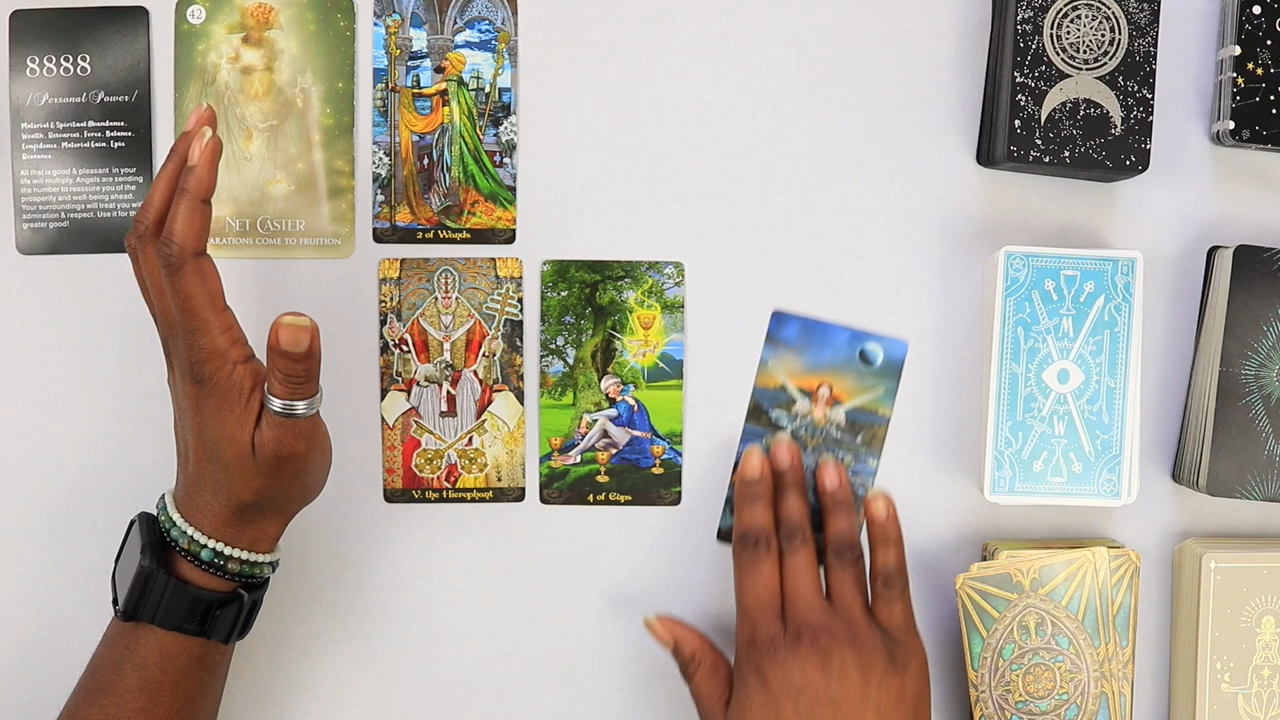 8888
/Personal Power/
Material & Spiritual Abundance,
Wealth, Resources, Force, Balance,
Confidence, Material Gain, Epic
Resource.
All that is good & pleasant in your
life will multiply. Angels are sending
the number to reassure you of the
prosperity and well-being ahead.
Your surroundings will treat you with
admiration & respect. Use it for the
greater good!
42
NET CASTER
ARATIONS COME TO FRUITION
2 of Wands
V. the Hierophant
4 of Cups
M
W